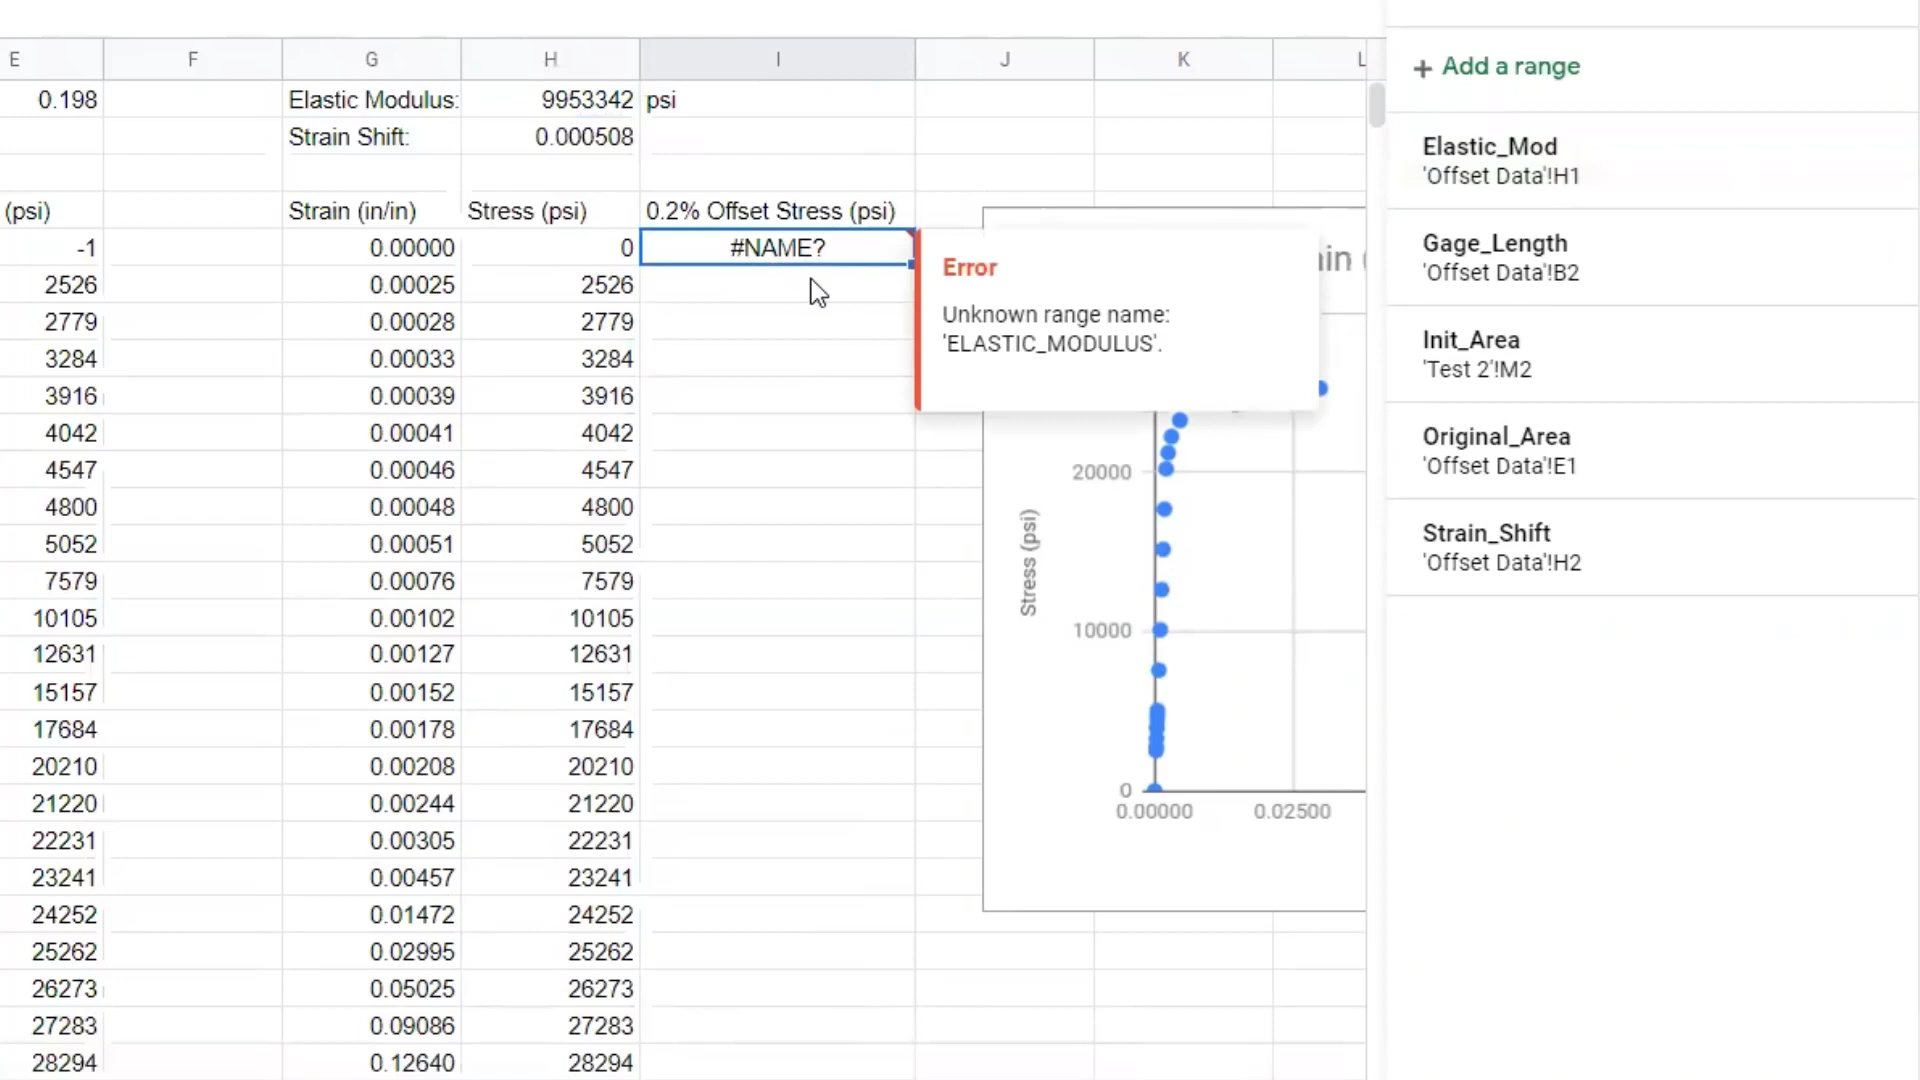 E F G H I J K L
0.198 Elastic Modulus: 9953342 psi
Strain Shift: 0.000508
(psi) Strain (in/in) Stress (psi) 0.2% Offset Stress (psi)
-1 0.00000 0 #NAME?
2526 0.00025 2526
2779 0.00028 2779
3284 0.00033 3284
3916 0.00039 3916
4042 0.00041 4042
4547 0.00046 4547
4800 0.00048 4800
5052 0.00051 5052
7579 0.00076 7579
10105 0.00102 10105
12631 0.00127 12631
15157 0.00152 15157
17684 0.00178 17684
20210 0.00208 20210
21220 0.00244 21220
22231 0.00305 22231
23241 0.00457 23241
24252 0.01472 24252
25262 0.02995 25262
26273 0.05025 26273
27283 0.09086 27283
28294 0.12640 28294
Error
Unknown range name:
'ELASTIC_MODULUS'.
Stress (psi)
20000
10000
0
0.00000 0.02500
+ Add a range
Elastic_Mod
'Offset Data'!H1
Gage_Length
'Offset Data'!B2
Init_Area
'Test 2'!M2
Original_Area
'Offset Data'!E1
Strain_Shift
'Offset Data'!H2